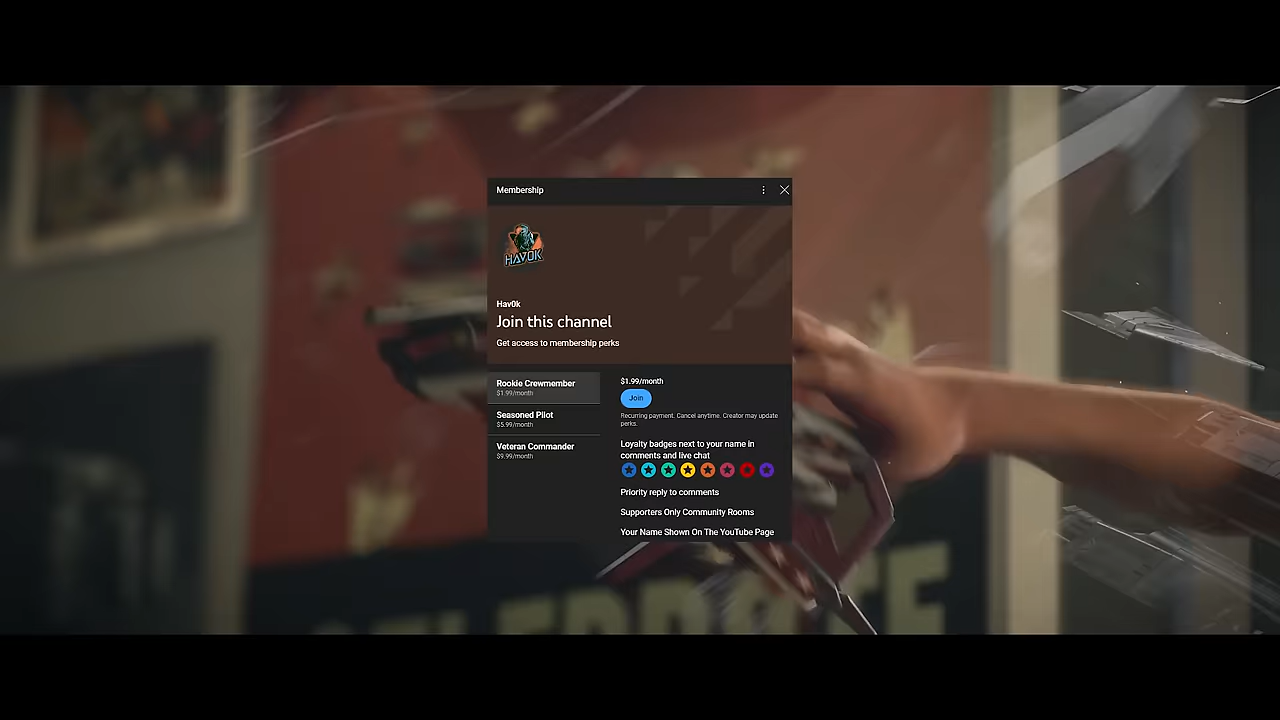 Membership
HAVOK
Hav0k
Join this channel
Get access to membership perks
Rookie Crewmember
$1.99/month
Seasoned Pilot
$5.99/month
Veteran Commander
$9.99/month
$1.99/month
Join
Recurring payment. Cancel anytime. Creator may update
perks.
Loyalty badges next to your name in
comments and live chat
Priority reply to comments
Supporters Only Community Rooms
Your Name Shown On The YouTube Page